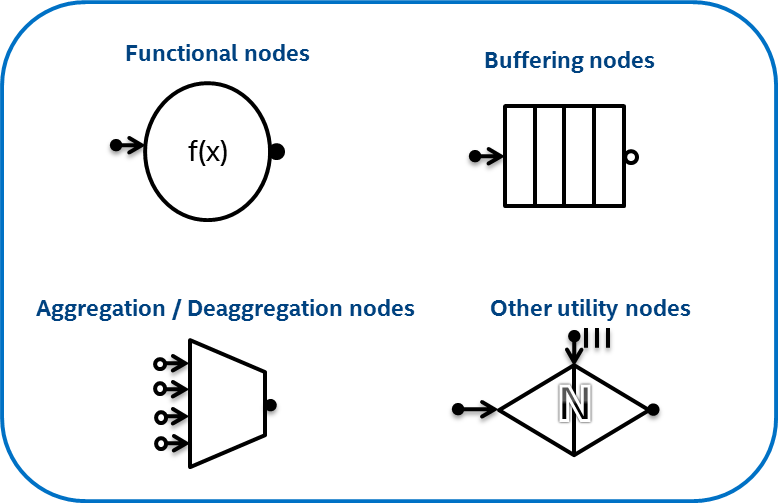 Functional nodes
Buffering nodes
f(x)
Aggregation / Deaggregation nodes
Other utility nodes
N